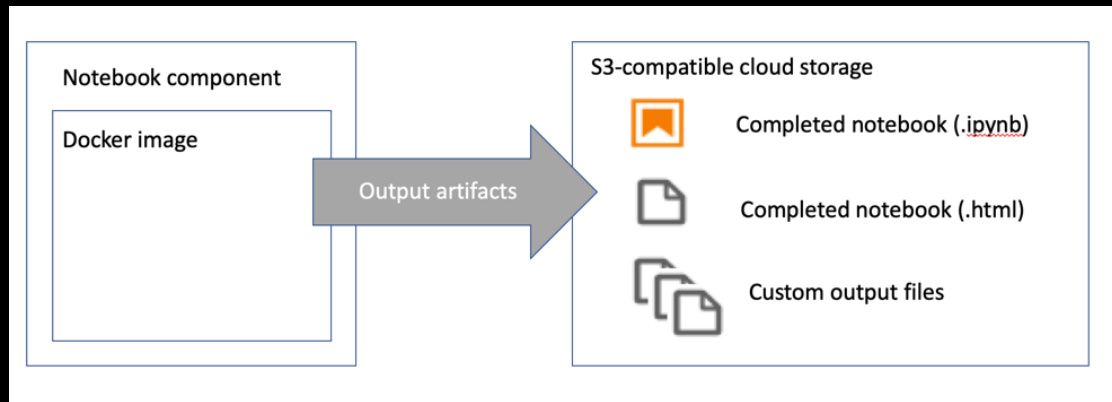 Notebook component
Docker image
Output artifacts
S3-compatible cloud storage
Completed notebook (.ipynb)
Completed notebook (.html)
Custom output files